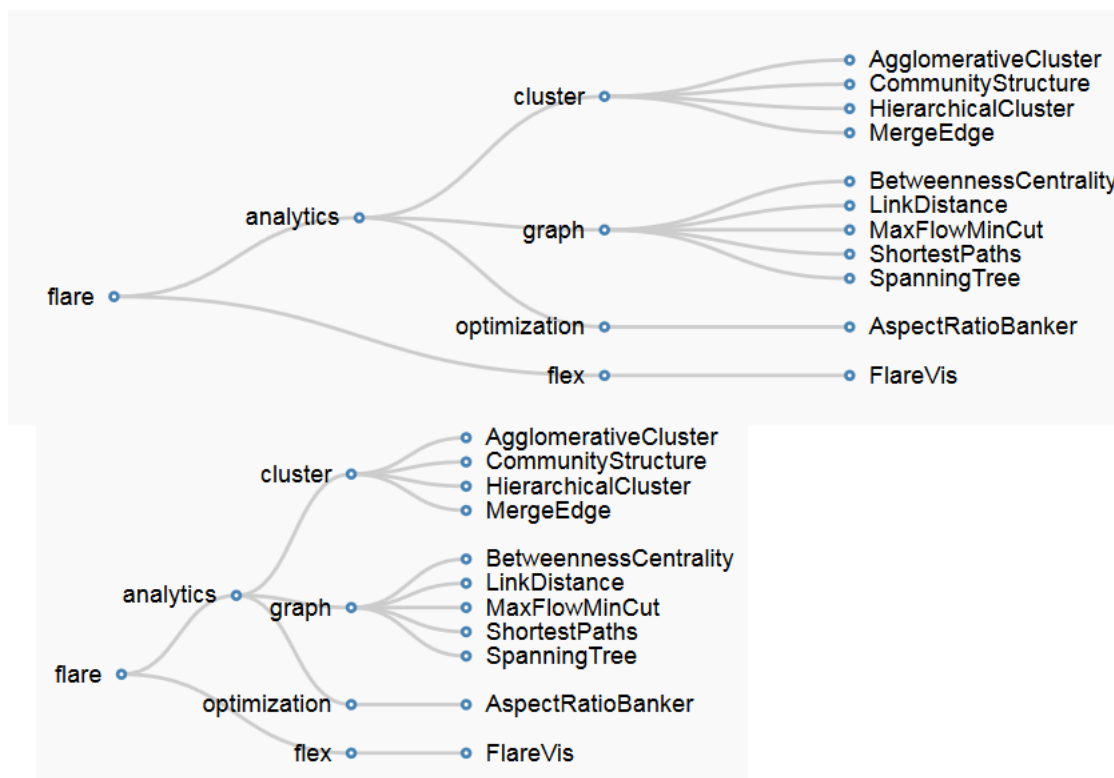 AgglomerativeCluster
CommunityStructure
cluster
HierarchicalCluster
MergeEdge
BetweennessCentrality
LinkDistance
analytics
graph
MaxFlowMinCut
ShortestPaths
SpanningTree
flare
optimization
AspectRatioBanker
flex
FlareVis
AgglomerativeCluster
CommunityStructure
cluster
HierarchicalCluster
MergeEdge
BetweennessCentrality
LinkDistance
analytics
graph
MaxFlowMinCut
ShortestPaths
SpanningTree
flare
optimization
AspectRatioBanker
flex
FlareVis